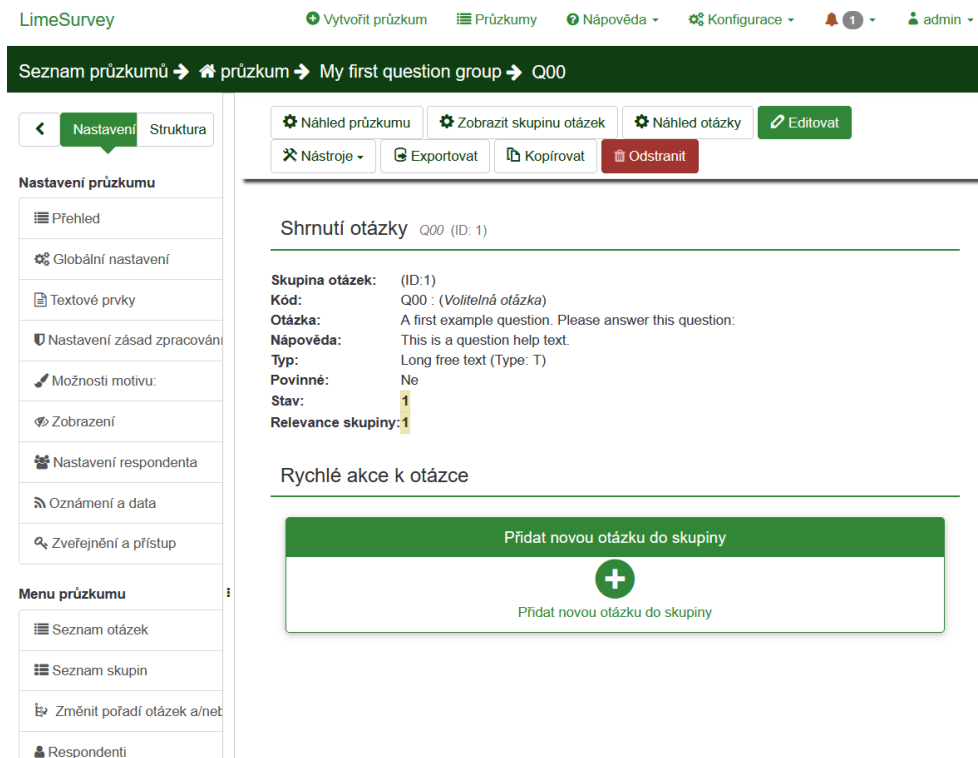 LimeSurvey Vytvořit průzkum Průzkumy Nápověda Konfigurace 1 admin
Seznam průzkumů průzkum My first question group Q00
Nastavení Struktura
Náhled průzkumu Zobrazit skupinu otázek Náhled otázky Editovat
Nástroje Exportovat Kopírovat Odstranit
Nastavení průzkumu
Přehled
Globální nastavení
Textové prvky
Nastavení zásad zpracování
Možnosti motivu:
Zobrazení
Nastavení respondenta
Oznámení a data
Zveřejnění a přístup
Menu průzkumu
Seznam otázek
Seznam skupin
Změnit pořadí otázek a/neb
Respondenti
Shrnutí otázky Q00 (ID: 1)
Skupina otázek: (ID:1)
Kód: Q00 : (Volitelná otázka)
Otázka: A first example question. Please answer this question:
Nápověda: This is a question help text.
Typ: Long free text (Type: T)
Povinné: Ne
Stav: 1
Relevance skupiny: 1
Rychlé akce k otázce
Přidat novou otázku do skupiny
Přidat novou otázku do skupiny